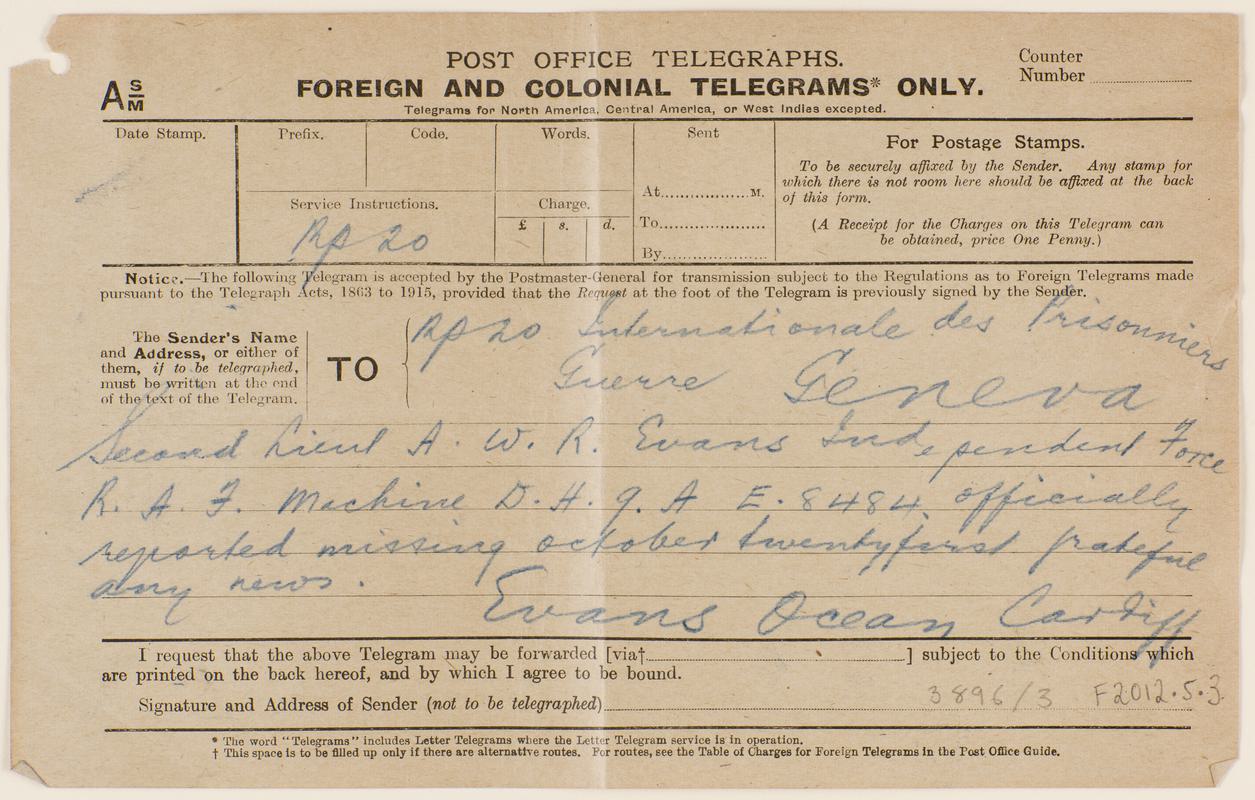 POST OFFICE TELEGRAPHS.
Counter
Number
A S/M
FOREIGN AND COLONIAL TELEGRAMS* ONLY.
Telegrams for North America, Central America, or West Indies excepted.
Date Stamp.
Prefix.
Code.
Words.
Sent
At M.
To
By
For Postage Stamps.
To be securely affixed by the Sender. Any stamp for
which there is not room here should be affixed at the back
of this form.
(A Receipt for the Charges on this Telegram can
be obtained, price One Penny.)
Service Instructions.
Rp 20
Charge.
£ s. d.
Notice.—The following Telegram is accepted by the Postmaster-General for transmission subject to the Regulations as to Foreign Telegrams made
pursuant to the Telegraph Acts, 1863 to 1915, provided that the Request at the foot of the Telegram is previously signed by the Sender.
The Sender's Name
and Address, or either of
them, if to be telegraphed,
must be written at the end
of the text of the Telegram.
TO
Rp 20 Internationale des Prisonniers
Guerre Geneva
Second Lieut A. W. R. Evans Independent Force
R. A. F. Machine D. H. 9. A E. 8484 officially
reported missing october twentyfirst grateful
any news.
Evans Ocean Cardiff
I request that the above Telegram may be forwarded [via† ] subject to the Conditions which
are printed on the back hereof, and by which I agree to be bound.
Signature and Address of Sender (not to be telegraphed)
3896/3 F2012.5.3
* The word "Telegrams" includes Letter Telegrams where the Letter Telegram service is in operation.
† This space is to be filled up only if there are alternative routes. For routes, see the Table of Charges for Foreign Telegrams in the Post Office Guide.